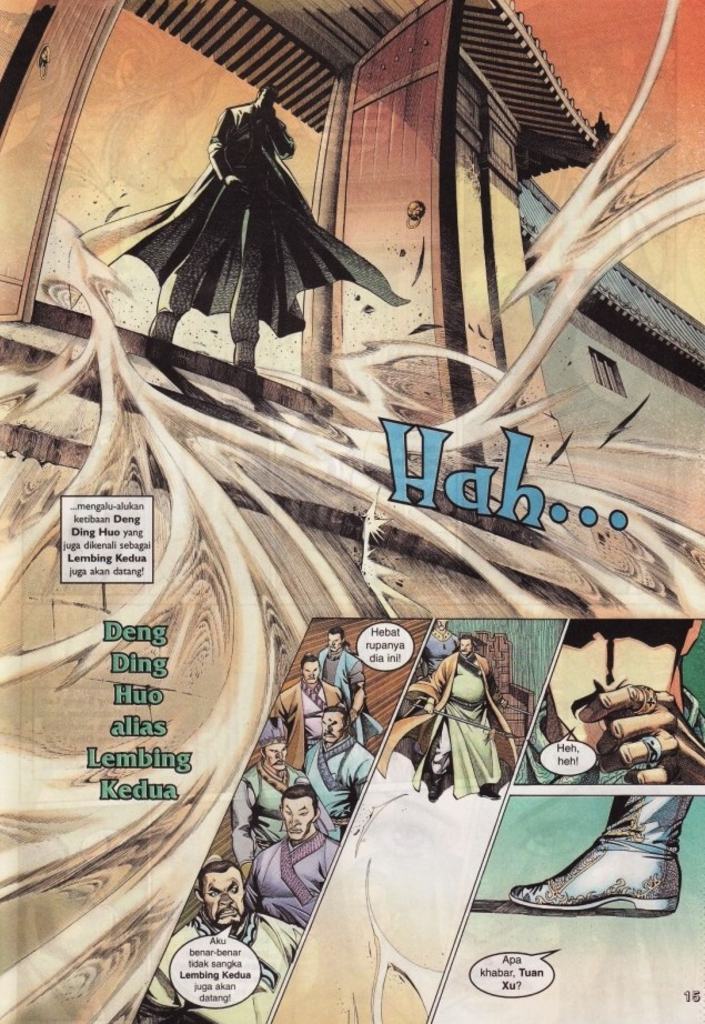 Hah...
...mengalu-alukan
ketibaan Deng
Ding Huo yang
juga dikenali sebagai
Lembing Kedua
juga akan datang!
Deng
Ding
Huo
alias
Lembing
Kedua
Hebat
rupanya
dia ini!
Aku
benar-benar
tidak sangka
Lembing Kedua
juga akan
datang!
Heh,
heh!
Apa
khabar, Tuan
Xu?
15